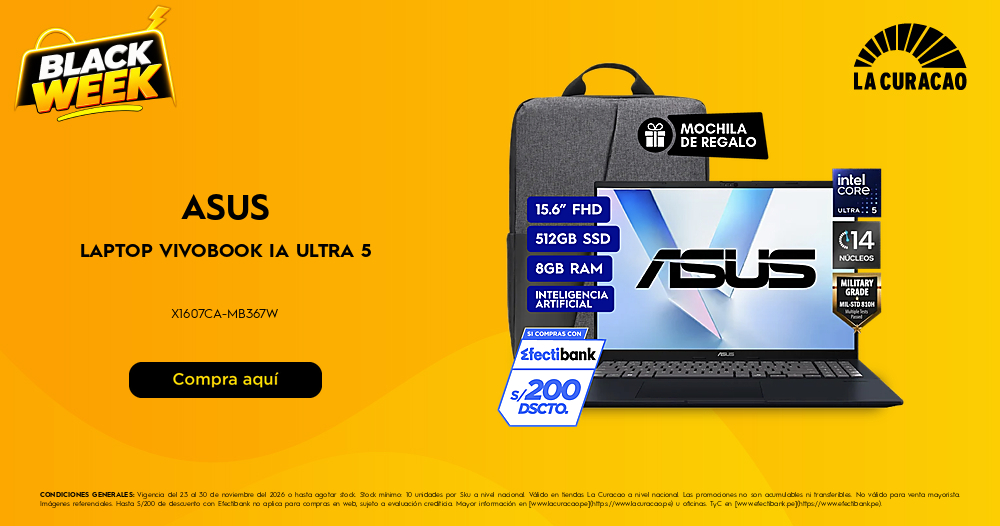 BLACK
WEEK
LA CURACAO
MOCHILA
DE REGALO
ASUS
LAPTOP VIVOBOOK IA ULTRA 5
X1607CA-MB367W
Compra aquí
15.6” FHD
512GB SSD
8GB RAM
INTELIGENCIA
ARTIFICIAL
ASUS
ASUS
intel
CORE
ULTRA 5
14
NÚCLEOS
MILITARY
GRADE
MIL-STD 810H
Multiple Tests
Passed
SI COMPRAS CON
Efectibank
S/200
DSCTO.
CONDICIONES GENERALES: Vigencia del 23 al 30 de noviembre del 2026 o hasta agotar stock. Stock mínimo: 10 unidades por Sku a nivel nacional. Válido en tiendas La Curacao a nivel nacional. Las promociones no son acumulables ni transferibles. No válido para venta mayorista.
Imágenes referenciales. Hasta S/200 de descuento con Efectibank no aplica para compras en web, sujeto a evaluación crediticia. Mayor información en [www.lacuracao.pe](https://www.lacuracao.pe) u oficinas. TyC en [www.efectibank.pe](https://www.efectibank.pe).